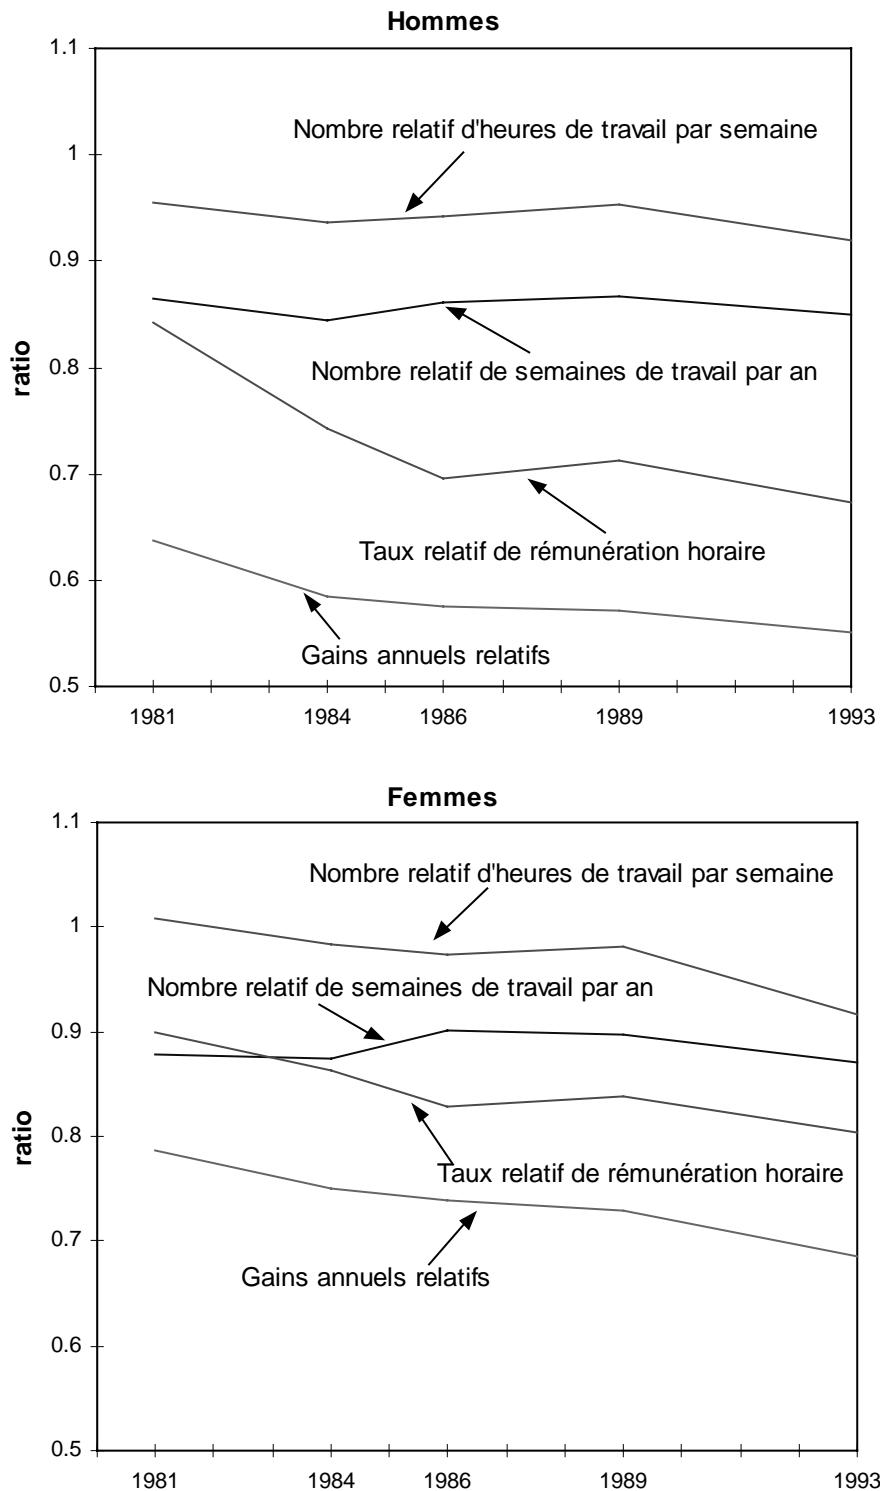 Hommes
1.1
Nombre relatif d'heures de travail par semaine
1
0.9
ratio
0.8
Nombre relatif de semaines de travail par an
0.7
Taux relatif de rémunération horaire
0.6
Gains annuels relatifs
0.5
1981 1984 1986 1989 1993
Femmes
1.1
Nombre relatif d'heures de travail par semaine
1
Nombre relatif de semaines de travail par an
0.9
ratio
0.8
Taux relatif de rémunération horaire
0.7
Gains annuels relatifs
0.6
0.5
1981 1984 1986 1989 1993